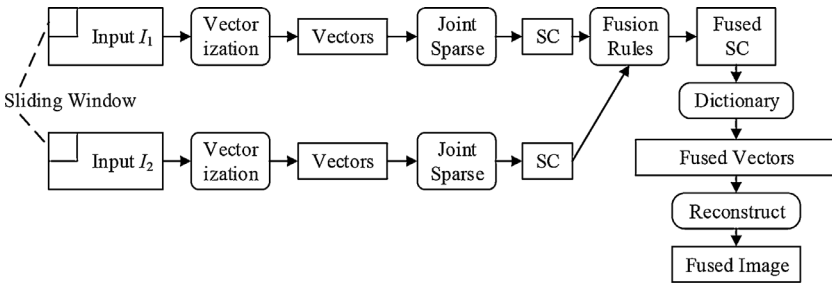 Input I1
Vector
ization
Vectors
Joint
Sparse
SC
Fusion
Rules
Fused
SC
Sliding Window
Dictionary
Input I2
Vector
ization
Vectors
Joint
Sparse
SC
Fused Vectors
Reconstruct
Fused Image